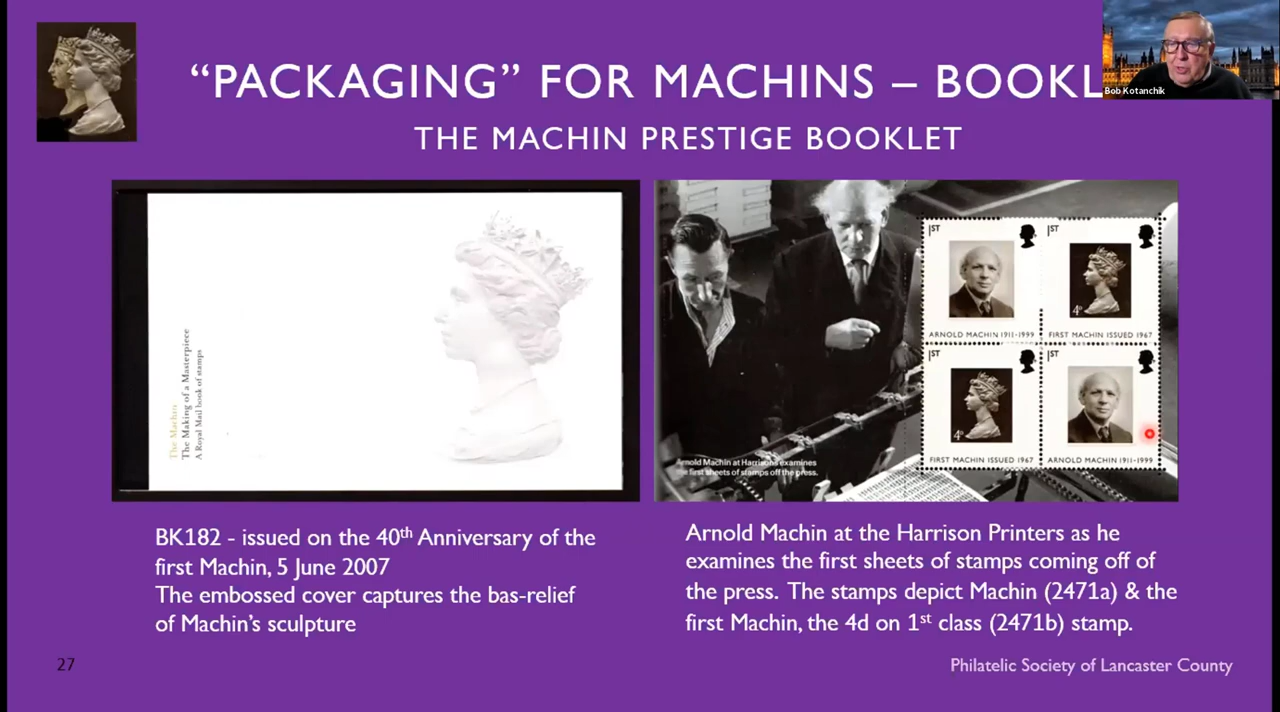 “PACKAGING” FOR MACHINS – BOOKL
Bob Kotanchik
THE MACHIN PRESTIGE BOOKLET
The Machin
The Making of a Masterpiece
A Royal Mail book of stamps
1ST
1ST
4D
ARNOLD MACHIN 1911-1999
FIRST MACHIN ISSUED 1967
1ST
1ST
4D
FIRST MACHIN ISSUED 1967
ARNOLD MACHIN 1911-1999
Arnold Machin at Harrisons examines
the first sheets of stamps off the press.
BK182 - issued on the 40th Anniversary of the
first Machin, 5 June 2007
The embossed cover captures the bas-relief
of Machin’s sculpture
Arnold Machin at the Harrison Printers as he
examines the first sheets of stamps coming off of
the press. The stamps depict Machin (2471a) & the
first Machin, the 4d on 1st class (2471b) stamp.
27
Philatelic Society of Lancaster County